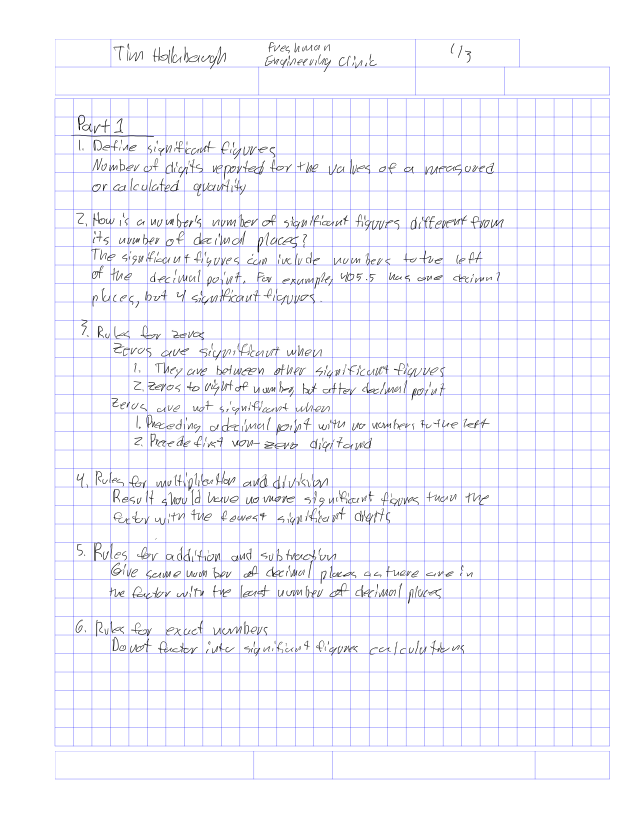 Tim Hollabaugh
Freshman
Engineering Clinic
1/3
Part 1
1. Define significant figures
Number of digits reported for the values of a measured
or calculated quantity
2. How is a number's number of significant figures different from
its number of decimal places?
The significant figures can include numbers to the left
of the decimal point. For example, 405.5 has one decimal
places, but 4 significant figures.
3. Rules for zeros
Zeros are significant when
1. They are between other significant figures
2. Zeros to right of number, but after decimal point
Zeros are not significant when
1. Preceding a decimal point with no numbers to the left
2. Precede first non-zero digit and
4. Rules for multiplication and division
Result should have no more significant figures than the
factor with the fewest significant digits
5. Rules for addition and subtraction
Give same number of decimal places as there are in
the factor with the least number of decimal places
6. Rules for exact numbers
Do not factor into significant figures calculations